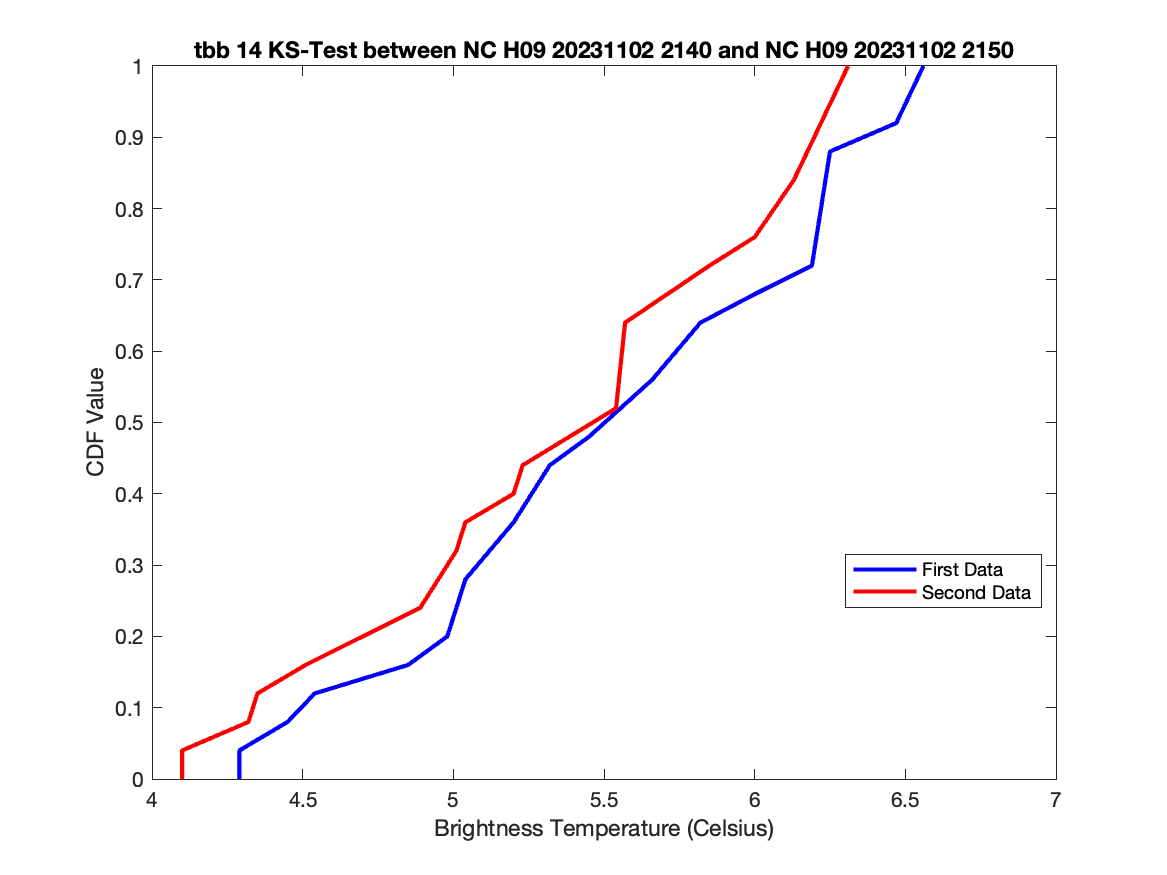 tbb 14 KS-Test between NC H09 20231102 2140 and NC H09 20231102 2150
1
0.9
0.8
0.7
0.6
0.5
0.4
0.3
0.2
0.1
0
CDF Value
First Data
Second Data
4 4.5 5 5.5 6 6.5 7
Brightness Temperature (Celsius)